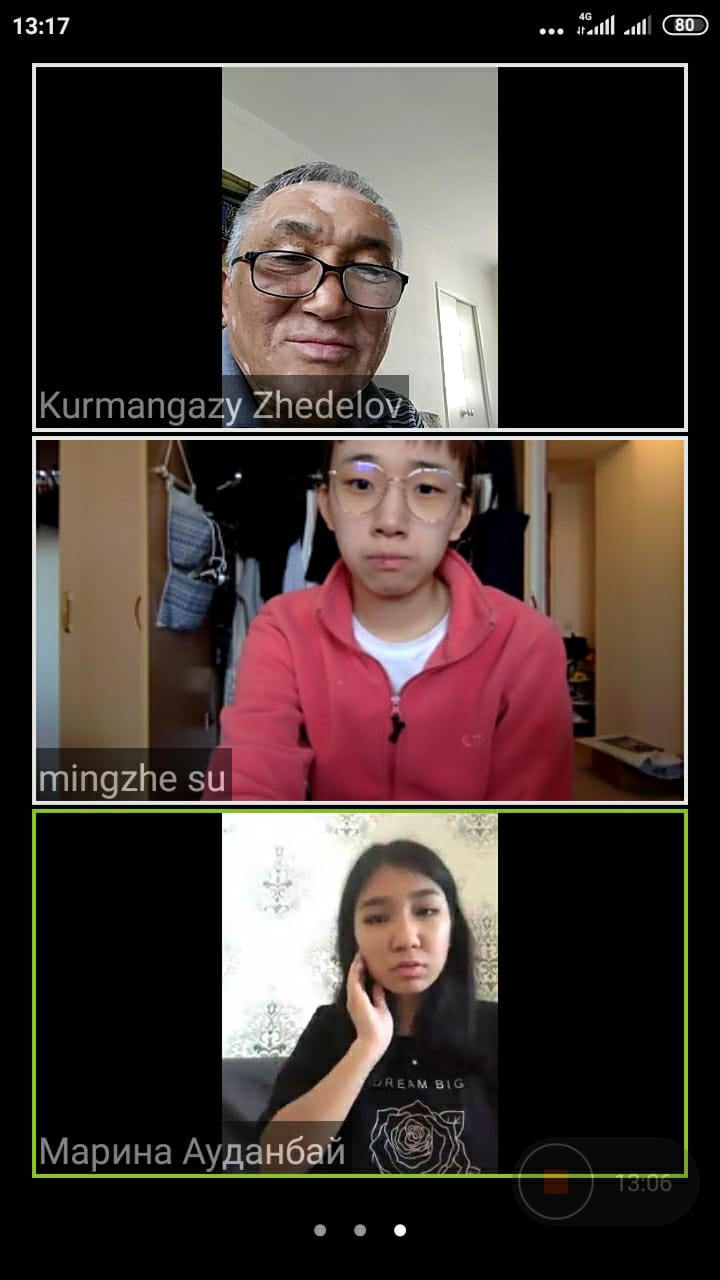 13:17
4G
80
Kurmangazy Zhedelov
mingzhe su
DREAM BIG
Марина Ауданбай
13:06